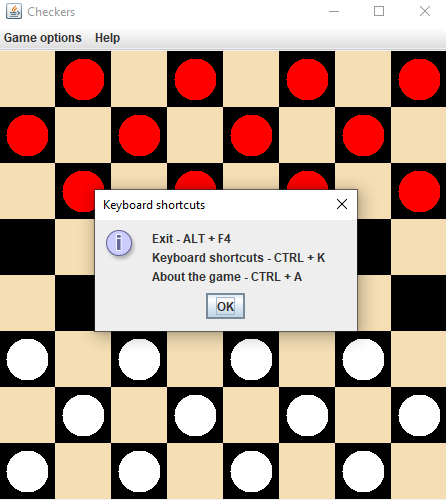 Checkers
Game options Help
Keyboard shortcuts
Exit - ALT + F4
Keyboard shortcuts - CTRL + K
About the game - CTRL + A
OK